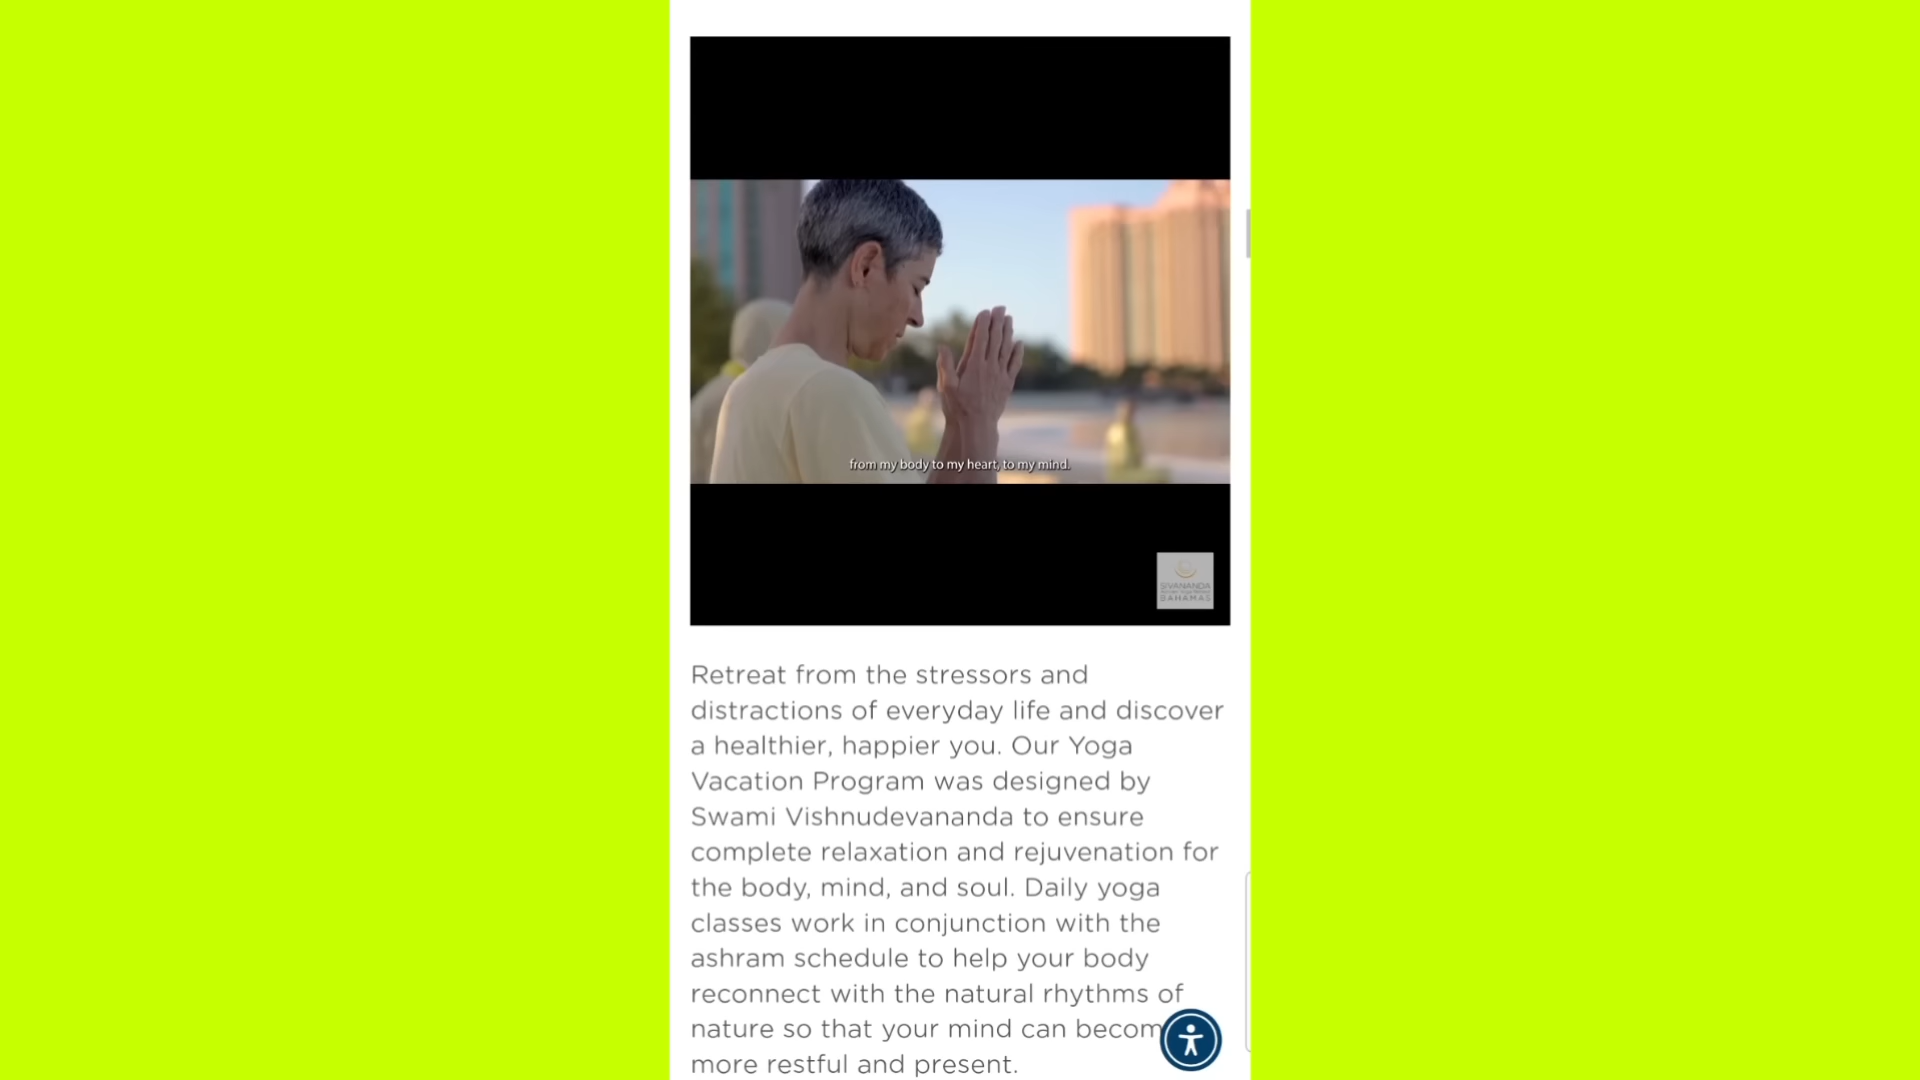 from my body to my heart, to my mind.
SIVANANDA
BAHAMAS
Retreat from the stressors and
distractions of everyday life and discover
a healthier, happier you. Our Yoga
Vacation Program was designed by
Swami Vishnudevananda to ensure
complete relaxation and rejuvenation for
the body, mind, and soul. Daily yoga
classes work in conjunction with the
ashram schedule to help your body
reconnect with the natural rhythms of
nature so that your mind can becom
more restful and present.